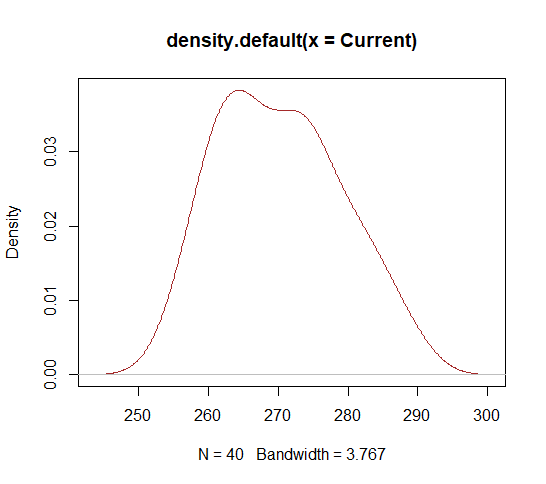 density.default(x = Current)
Density
0.03
0.02
0.01
0.00
250 260 270 280 290 300
N = 40 Bandwidth = 3.767